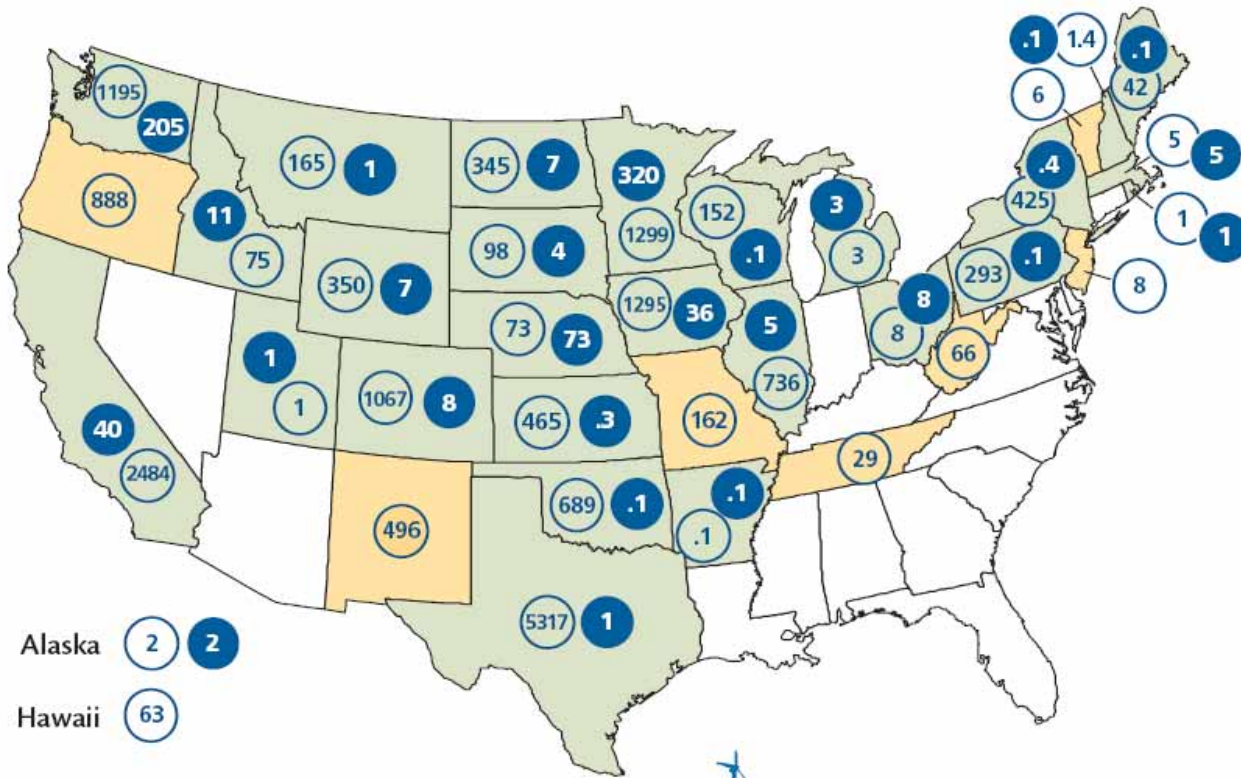 .1 1.4 .1
1195 6 42
205
165 1 345 7 320 .4 5 5
888 11 152 3 425
75 98 4 1299 .1 3 1 1
350 7 293 .1
1295 36 8 8
73 73 5 8
1 66
1067 8 736
1 465 .3 162
40 29
2484
689 .1 .1
496 .1
5317 1
Alaska 2 2
Hawaii 63